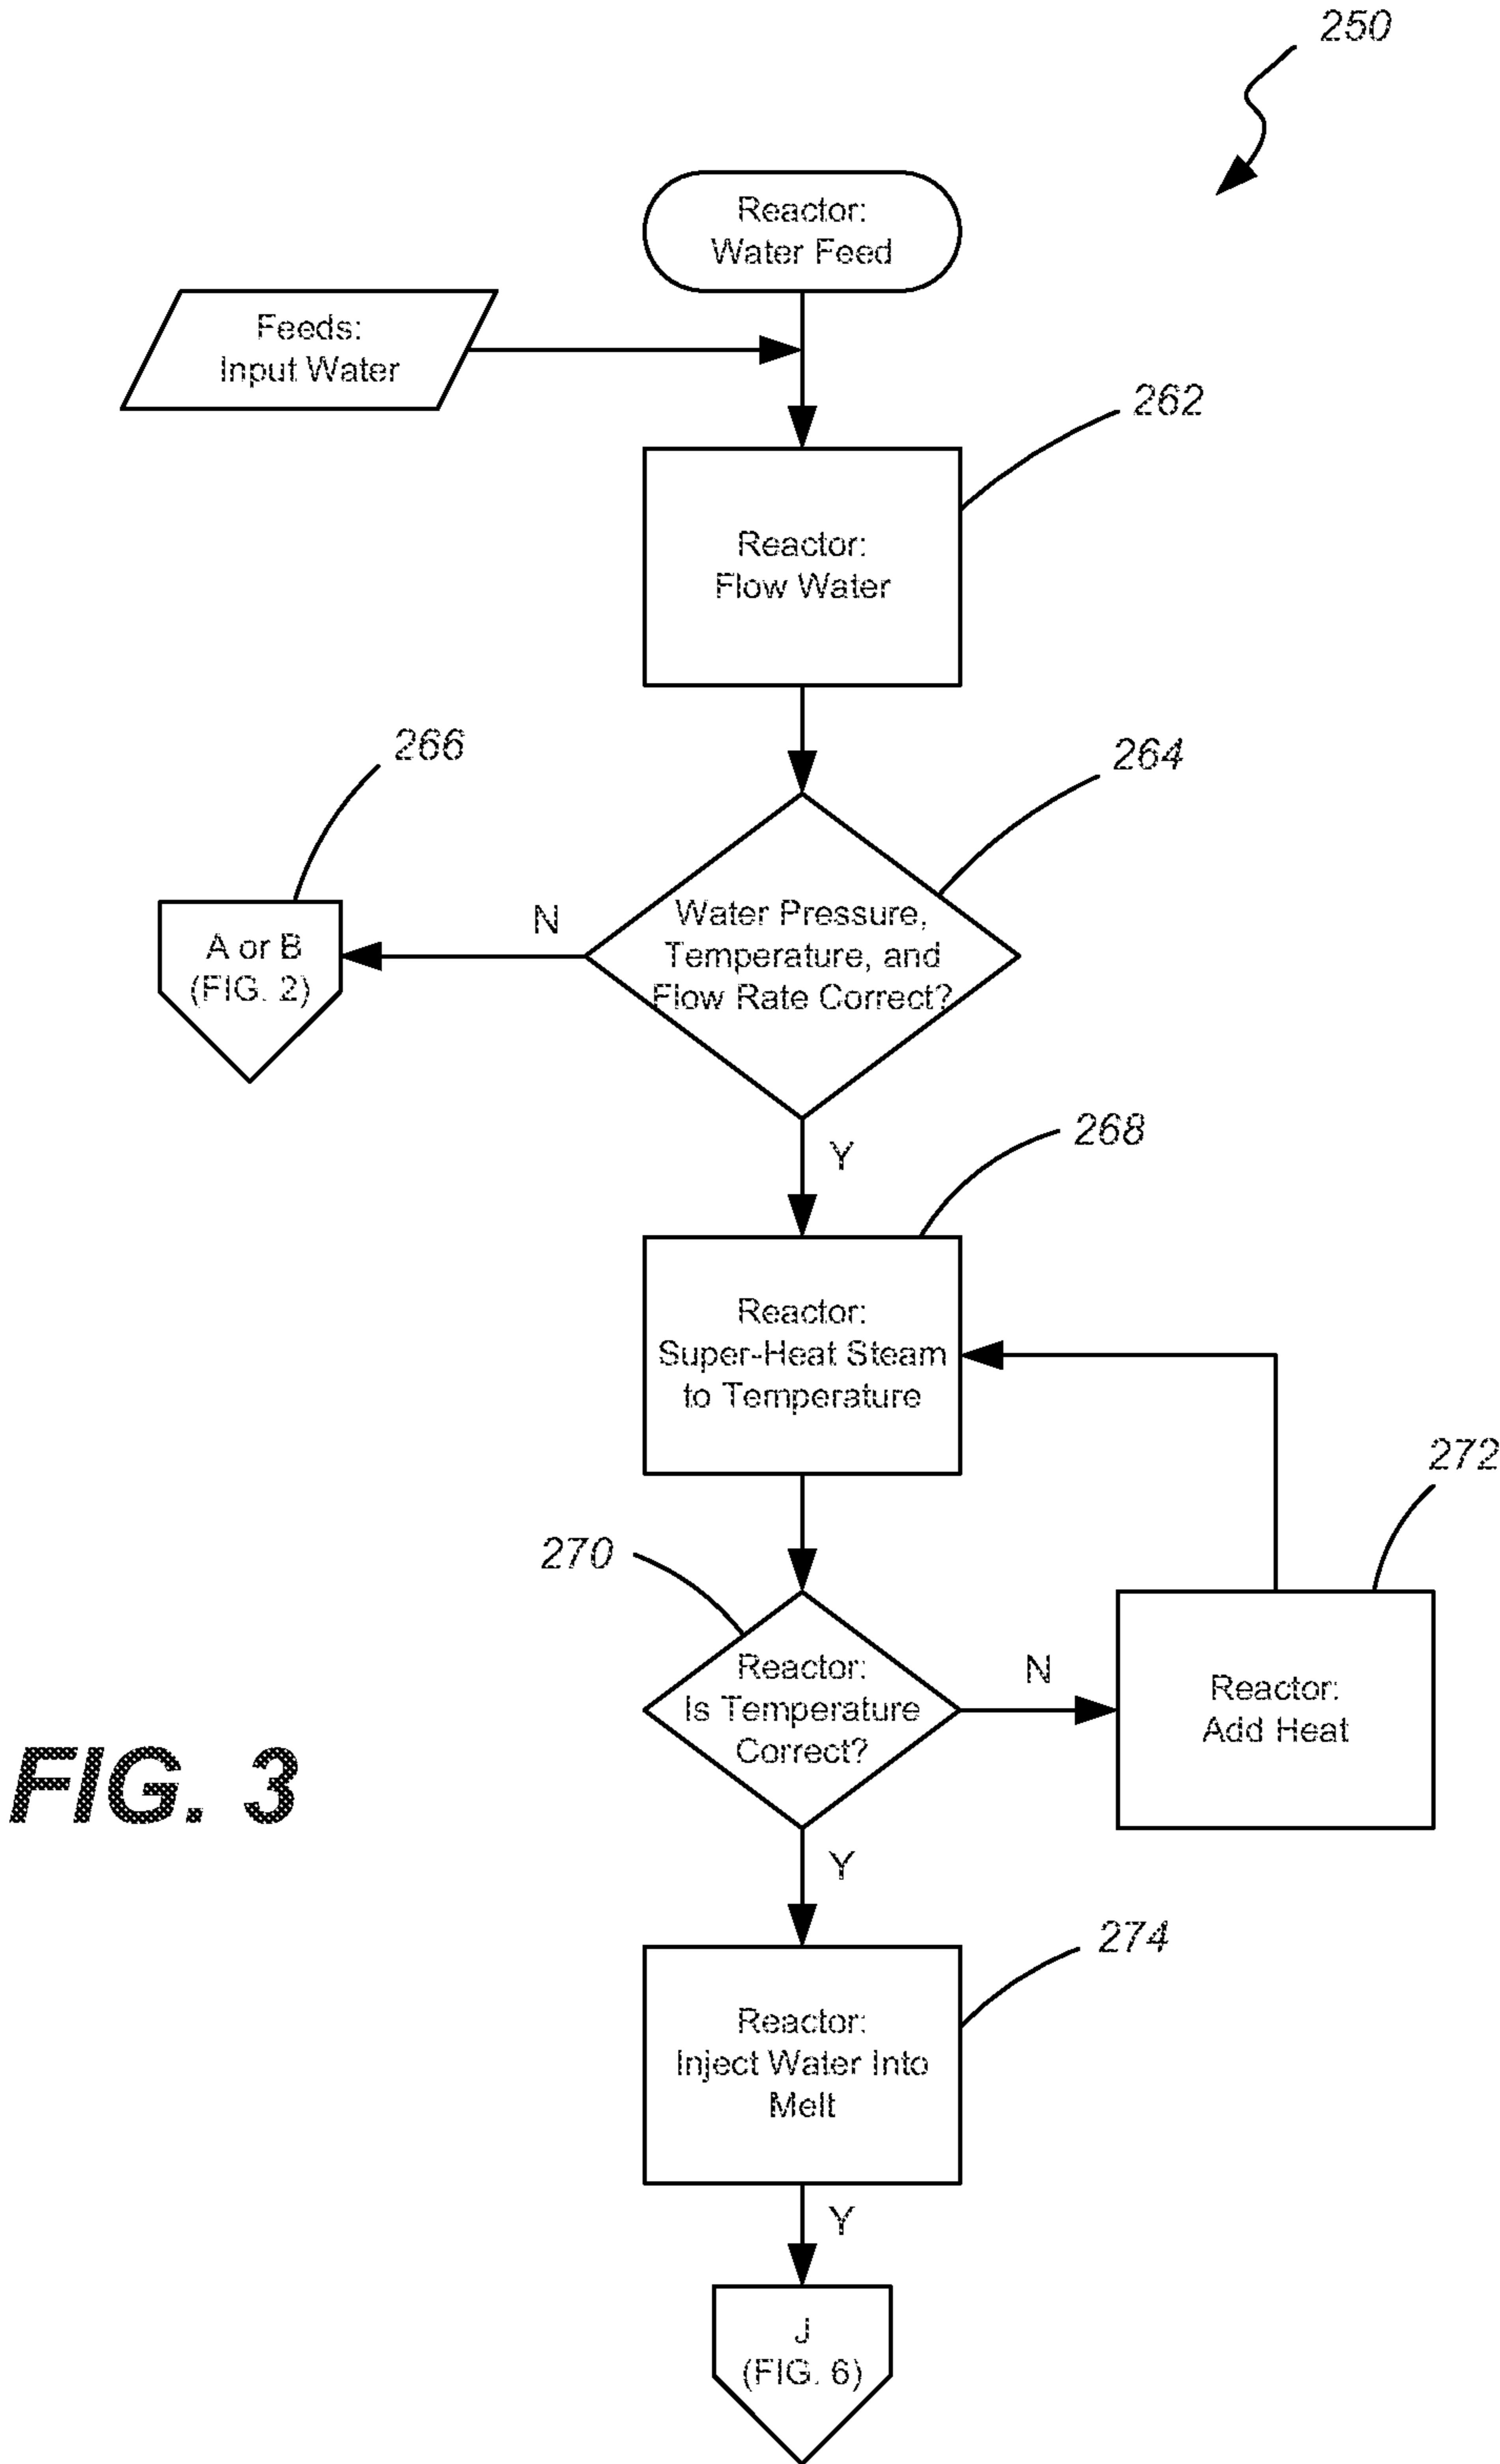 250
Reactor:
Water Feed
Feeds:
Input Water
262
Reactor:
Flow Water
266
264
A or B
(FIG. 2)
N
Water Pressure,
Temperature, and
Flow Rate Correct?
Y
268
Reactor:
Super-Heat Steam
to Temperature
272
270
Reactor:
Is Temperature
Correct?
N
Reactor:
Add Heat
FIG. 3
Y
274
Reactor:
Inject Water Into
Melt
Y
J
(FIG. 6)